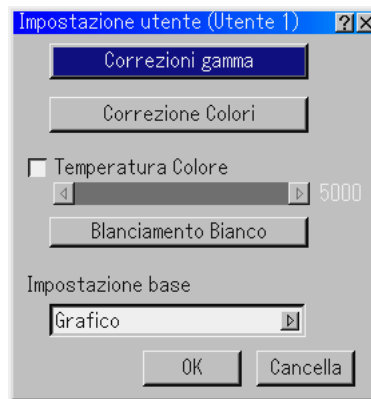 Impostazione utente (Utente 1) ?×
Correzioni gamma
Correzione Colori
Temperatura Colore
5000
Blanciamento Bianco
Impostazione base
Grafico
OK Cancella